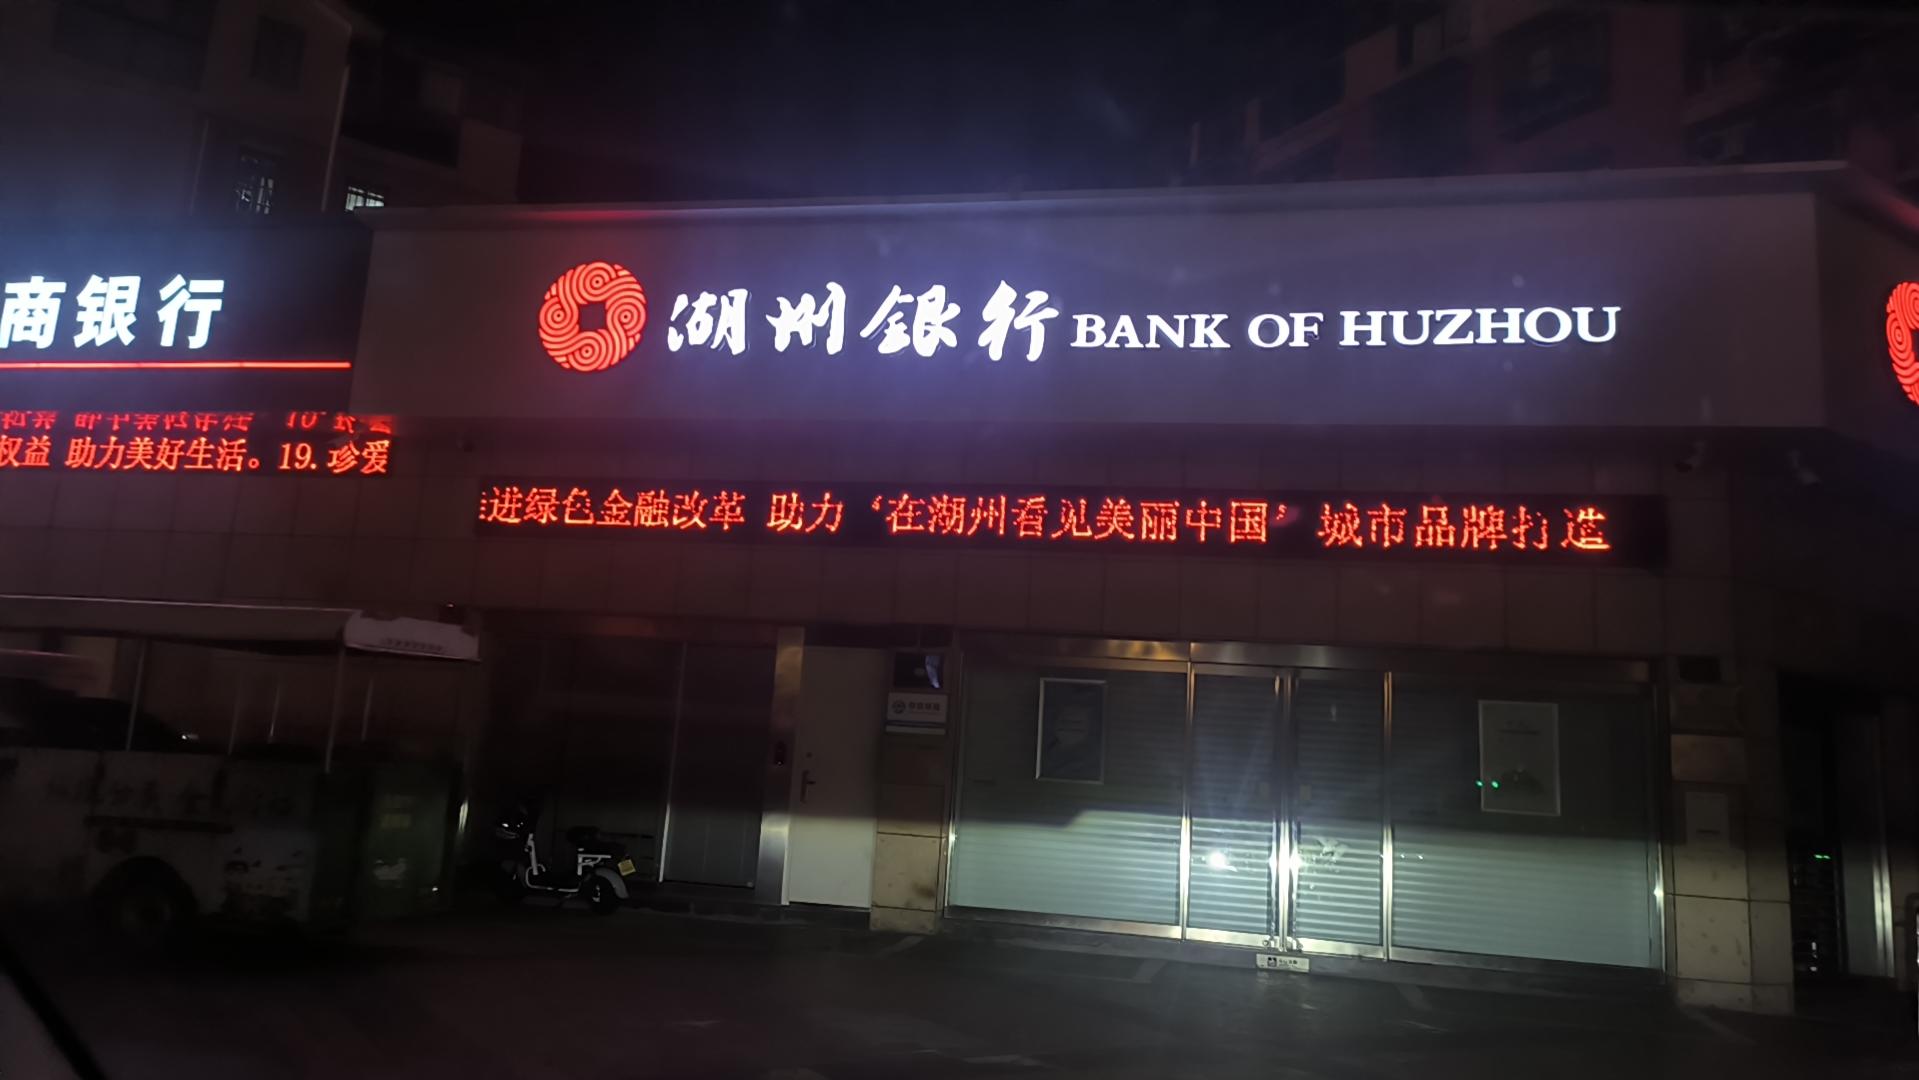 商银行
湖州银行 BANK OF HUZHOU
权益 助力美好生活。19.珍爱
进绿色金融改革 助力“在湖州看见美丽中国”城市品牌打造